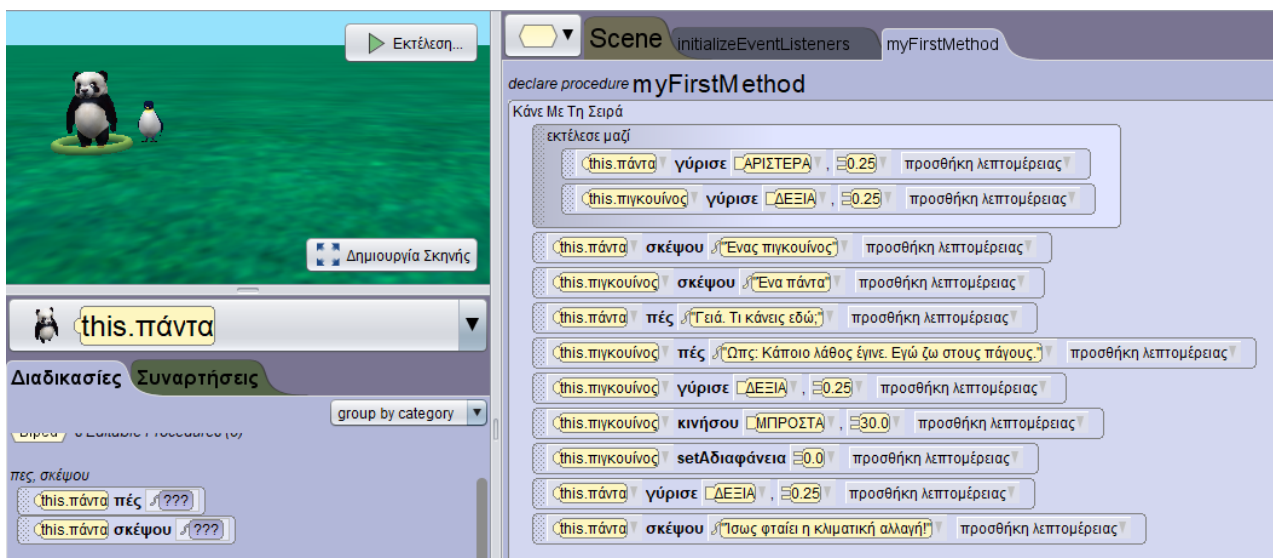 Εκτέλεση...
Δημιουργία Σκηνής
this.πάντα
Διαδικασίες Συναρτήσεις
group by category
πες, σκέψου
this.πάντα πές ???
this.πάντα σκέψου ???
Scene initializeEventListeners myFirstMethod
declare procedure myFirstMethod
Κάνε Με Τη Σειρά
εκτέλεσε μαζί
this.πάντα γύρισε ΑΡΙΣΤΕΡΑ , 0.25 προσθήκη λεπτομέρειας
this.πιγκουίνος γύρισε ΔΕΞΙΑ , 0.25 προσθήκη λεπτομέρειας
this.πάντα σκέψου "Ένας πιγκουίνος" προσθήκη λεπτομέρειας
this.πιγκουίνος σκέψου "Ένα πάντα" προσθήκη λεπτομέρειας
this.πάντα πές "Γειά. Τι κάνεις εδώ;" προσθήκη λεπτομέρειας
this.πιγκουίνος πές "Ωπς: Κάποιο λάθος έγινε. Εγώ ζω στους πάγους." προσθήκη λεπτομέρειας
this.πιγκουίνος γύρισε ΔΕΞΙΑ , 0.25 προσθήκη λεπτομέρειας
this.πιγκουίνος κινήσου ΜΠΡΟΣΤΑ , 30.0 προσθήκη λεπτομέρειας
this.πιγκουίνος setΑδιαφάνεια 0.0 προσθήκη λεπτομέρειας
this.πάντα γύρισε ΔΕΞΙΑ , 0.25 προσθήκη λεπτομέρειας
this.πάντα σκέψου "Ίσως φταίει η κλιματική αλλαγή!" προσθήκη λεπτομέρειας